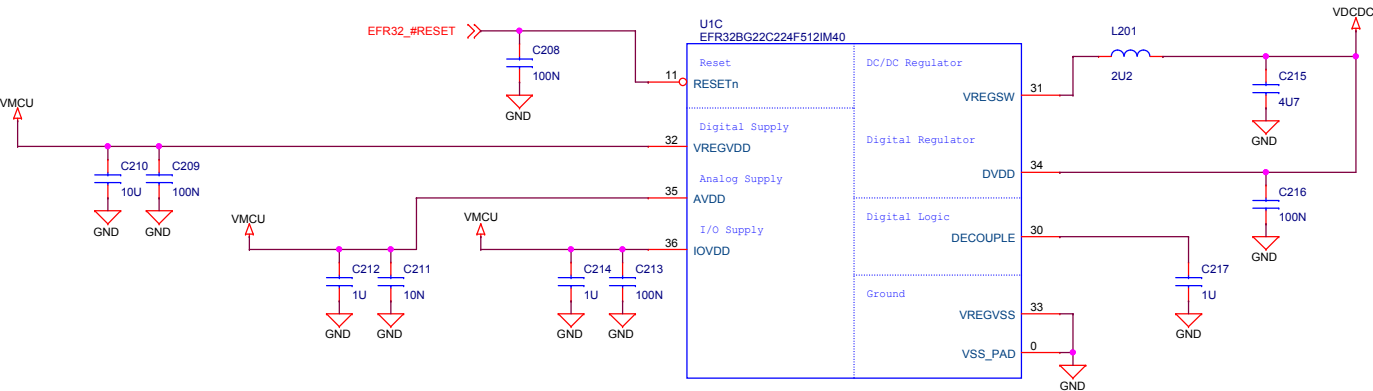 VDCDC
U1C
EFR32BG22C224F512IM40
EFR32_#RESET
L201
2U2
C208
100N
GND
Reset
11
RESETn
DC/DC Regulator
31
VREGSW
C215
4U7
GND
VMCU
Digital Supply
32
VREGVDD
Digital Regulator
34
DVDD
C210
10U
GND
C209
100N
GND
Analog Supply
35
AVDD
C216
100N
GND
VMCU
VMCU
I/O Supply
36
IOVDD
Digital Logic
30
DECOUPLE
C212
1U
GND
C211
10N
GND
C214
1U
GND
C213
100N
GND
C217
1U
GND
Ground
33
VREGVSS
0
VSS_PAD
GND